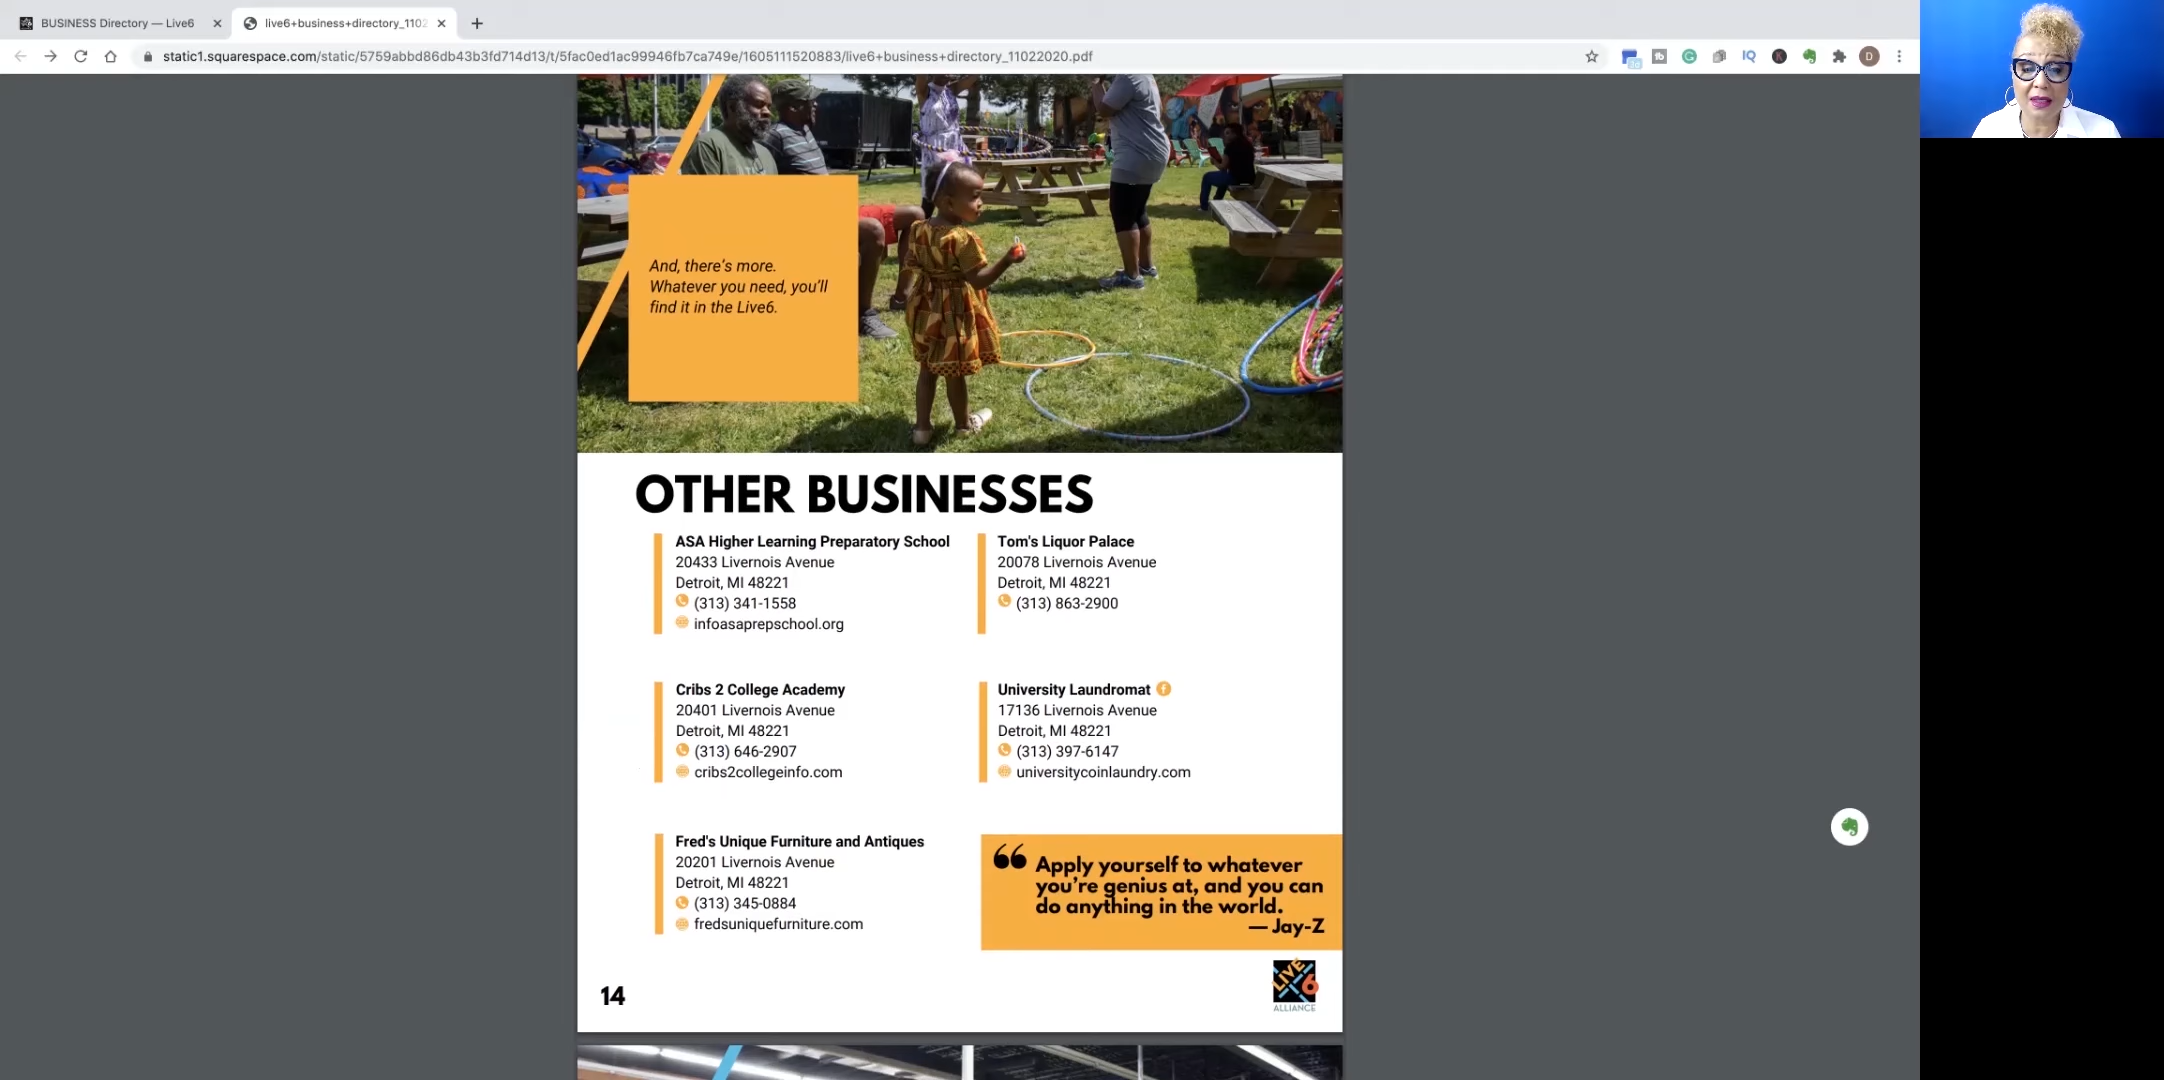 BUSINESS Directory — Live6
live6+business+directory_1102
static1.squarespace.com/static/5759abbd86db43b3fd714d13/t/5fac0ed1ac99946fb7ca749e/1605111520883/live6+business+directory_11022020.pdf
IQ
D
And, there's more.
Whatever you need, you'll
find it in the Live6.
OTHER BUSINESSES
ASA Higher Learning Preparatory School
20433 Livernois Avenue
Detroit, MI 48221
(313) 341-1558
infoasaprepschool.org
Tom's Liquor Palace
20078 Livernois Avenue
Detroit, MI 48221
(313) 863-2900
Cribs 2 College Academy
20401 Livernois Avenue
Detroit, MI 48221
(313) 646-2907
cribs2collegeinfo.com
University Laundromat
17136 Livernois Avenue
Detroit, MI 48221
(313) 397-6147
universitycoinlaundry.com
Fred's Unique Furniture and Antiques
20201 Livernois Avenue
Detroit, MI 48221
(313) 345-0884
fredsuniquefurniture.com
“ Apply yourself to whatever
you're genius at, and you can
do anything in the world.
— Jay-Z
14
LIVE 6
ALLIANCE